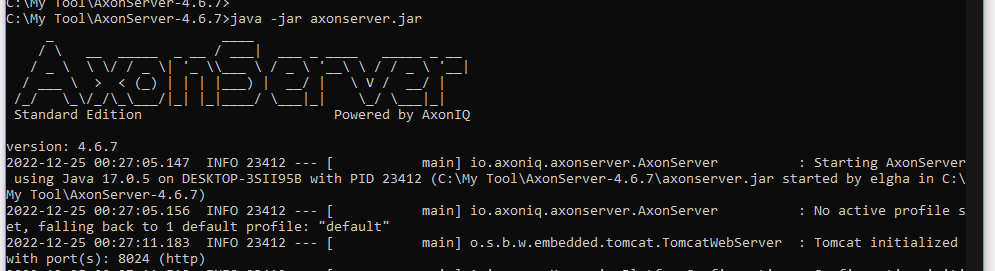 C:\My Tool\AxonServer-4.6.7>
C:\My Tool\AxonServer-4.6.7>java -jar axonserver.jar
AxonServer
Standard Edition                        Powered by AxonIQ
version: 4.6.7
2022-12-25 00:27:05.147  INFO 23412 --- [           main] io.axoniq.axonserver.AxonServer          : Starting AxonServer
 using Java 17.0.5 on DESKTOP-3SII95B with PID 23412 (C:\My Tool\AxonServer-4.6.7\axonserver.jar started by elgha in C:\
My Tool\AxonServer-4.6.7)
2022-12-25 00:27:05.156  INFO 23412 --- [           main] io.axoniq.axonserver.AxonServer          : No active profile s
et, falling back to 1 default profile: "default"
2022-12-25 00:27:11.183  INFO 23412 --- [           main] o.s.b.w.embedded.tomcat.TomcatWebServer  : Tomcat initialized
with port(s): 8024 (http)